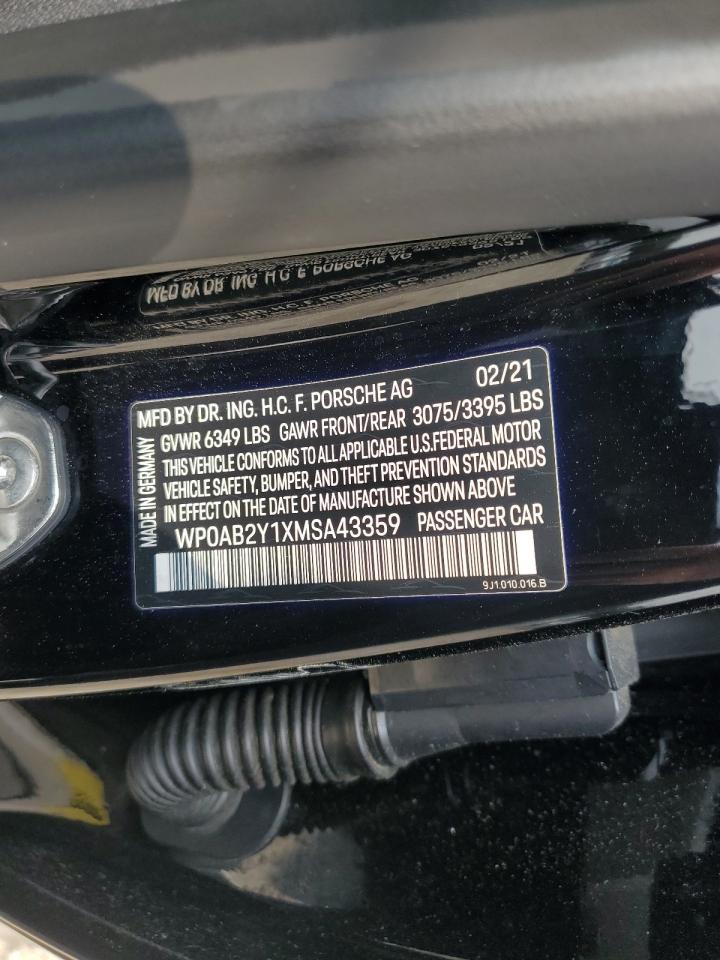 MFD BY DR. ING. H.C. F. PORSCHE AG 02/21
GVWR 6349 LBS GAWR FRONT/REAR 3075/3395 LBS
THIS VEHICLE CONFORMS TO ALL APPLICABLE U.S.FEDERAL MOTOR
VEHICLE SAFETY, BUMPER, AND THEFT PREVENTION STANDARDS
IN EFFECT ON THE DATE OF MANUFACTURE SHOWN ABOVE
WP0AB2Y1XMSA43359 PASSENGER CAR
9J1.010.016.B
MADE IN GERMANY